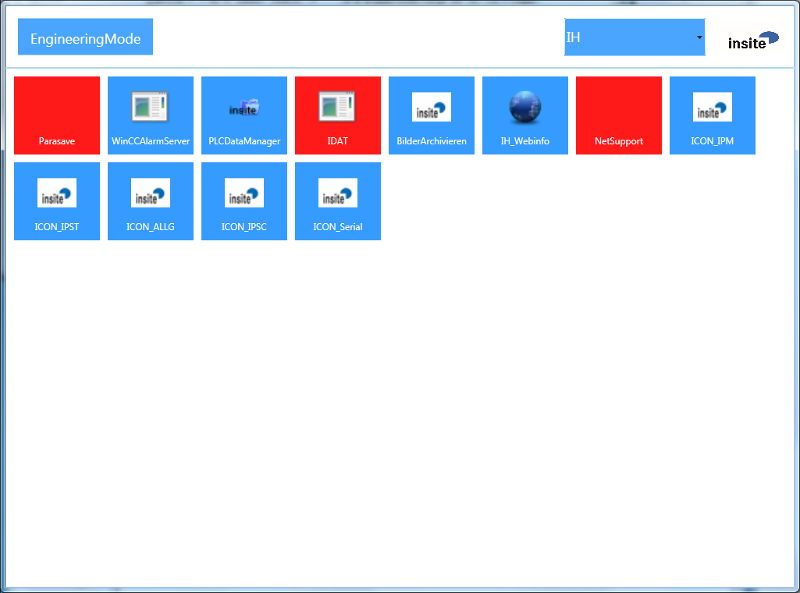 EngineeringMode
IH
insite
Parasave
WinCCAlarmServer
insite
PLCDataManager
IDAT
insite
BilderArchivieren
IH_Webinfo
NetSupport
insite
ICON_IPM
insite
ICON_IPST
insite
ICON_ALLG
insite
ICON_IPSC
insite
ICON_Serial